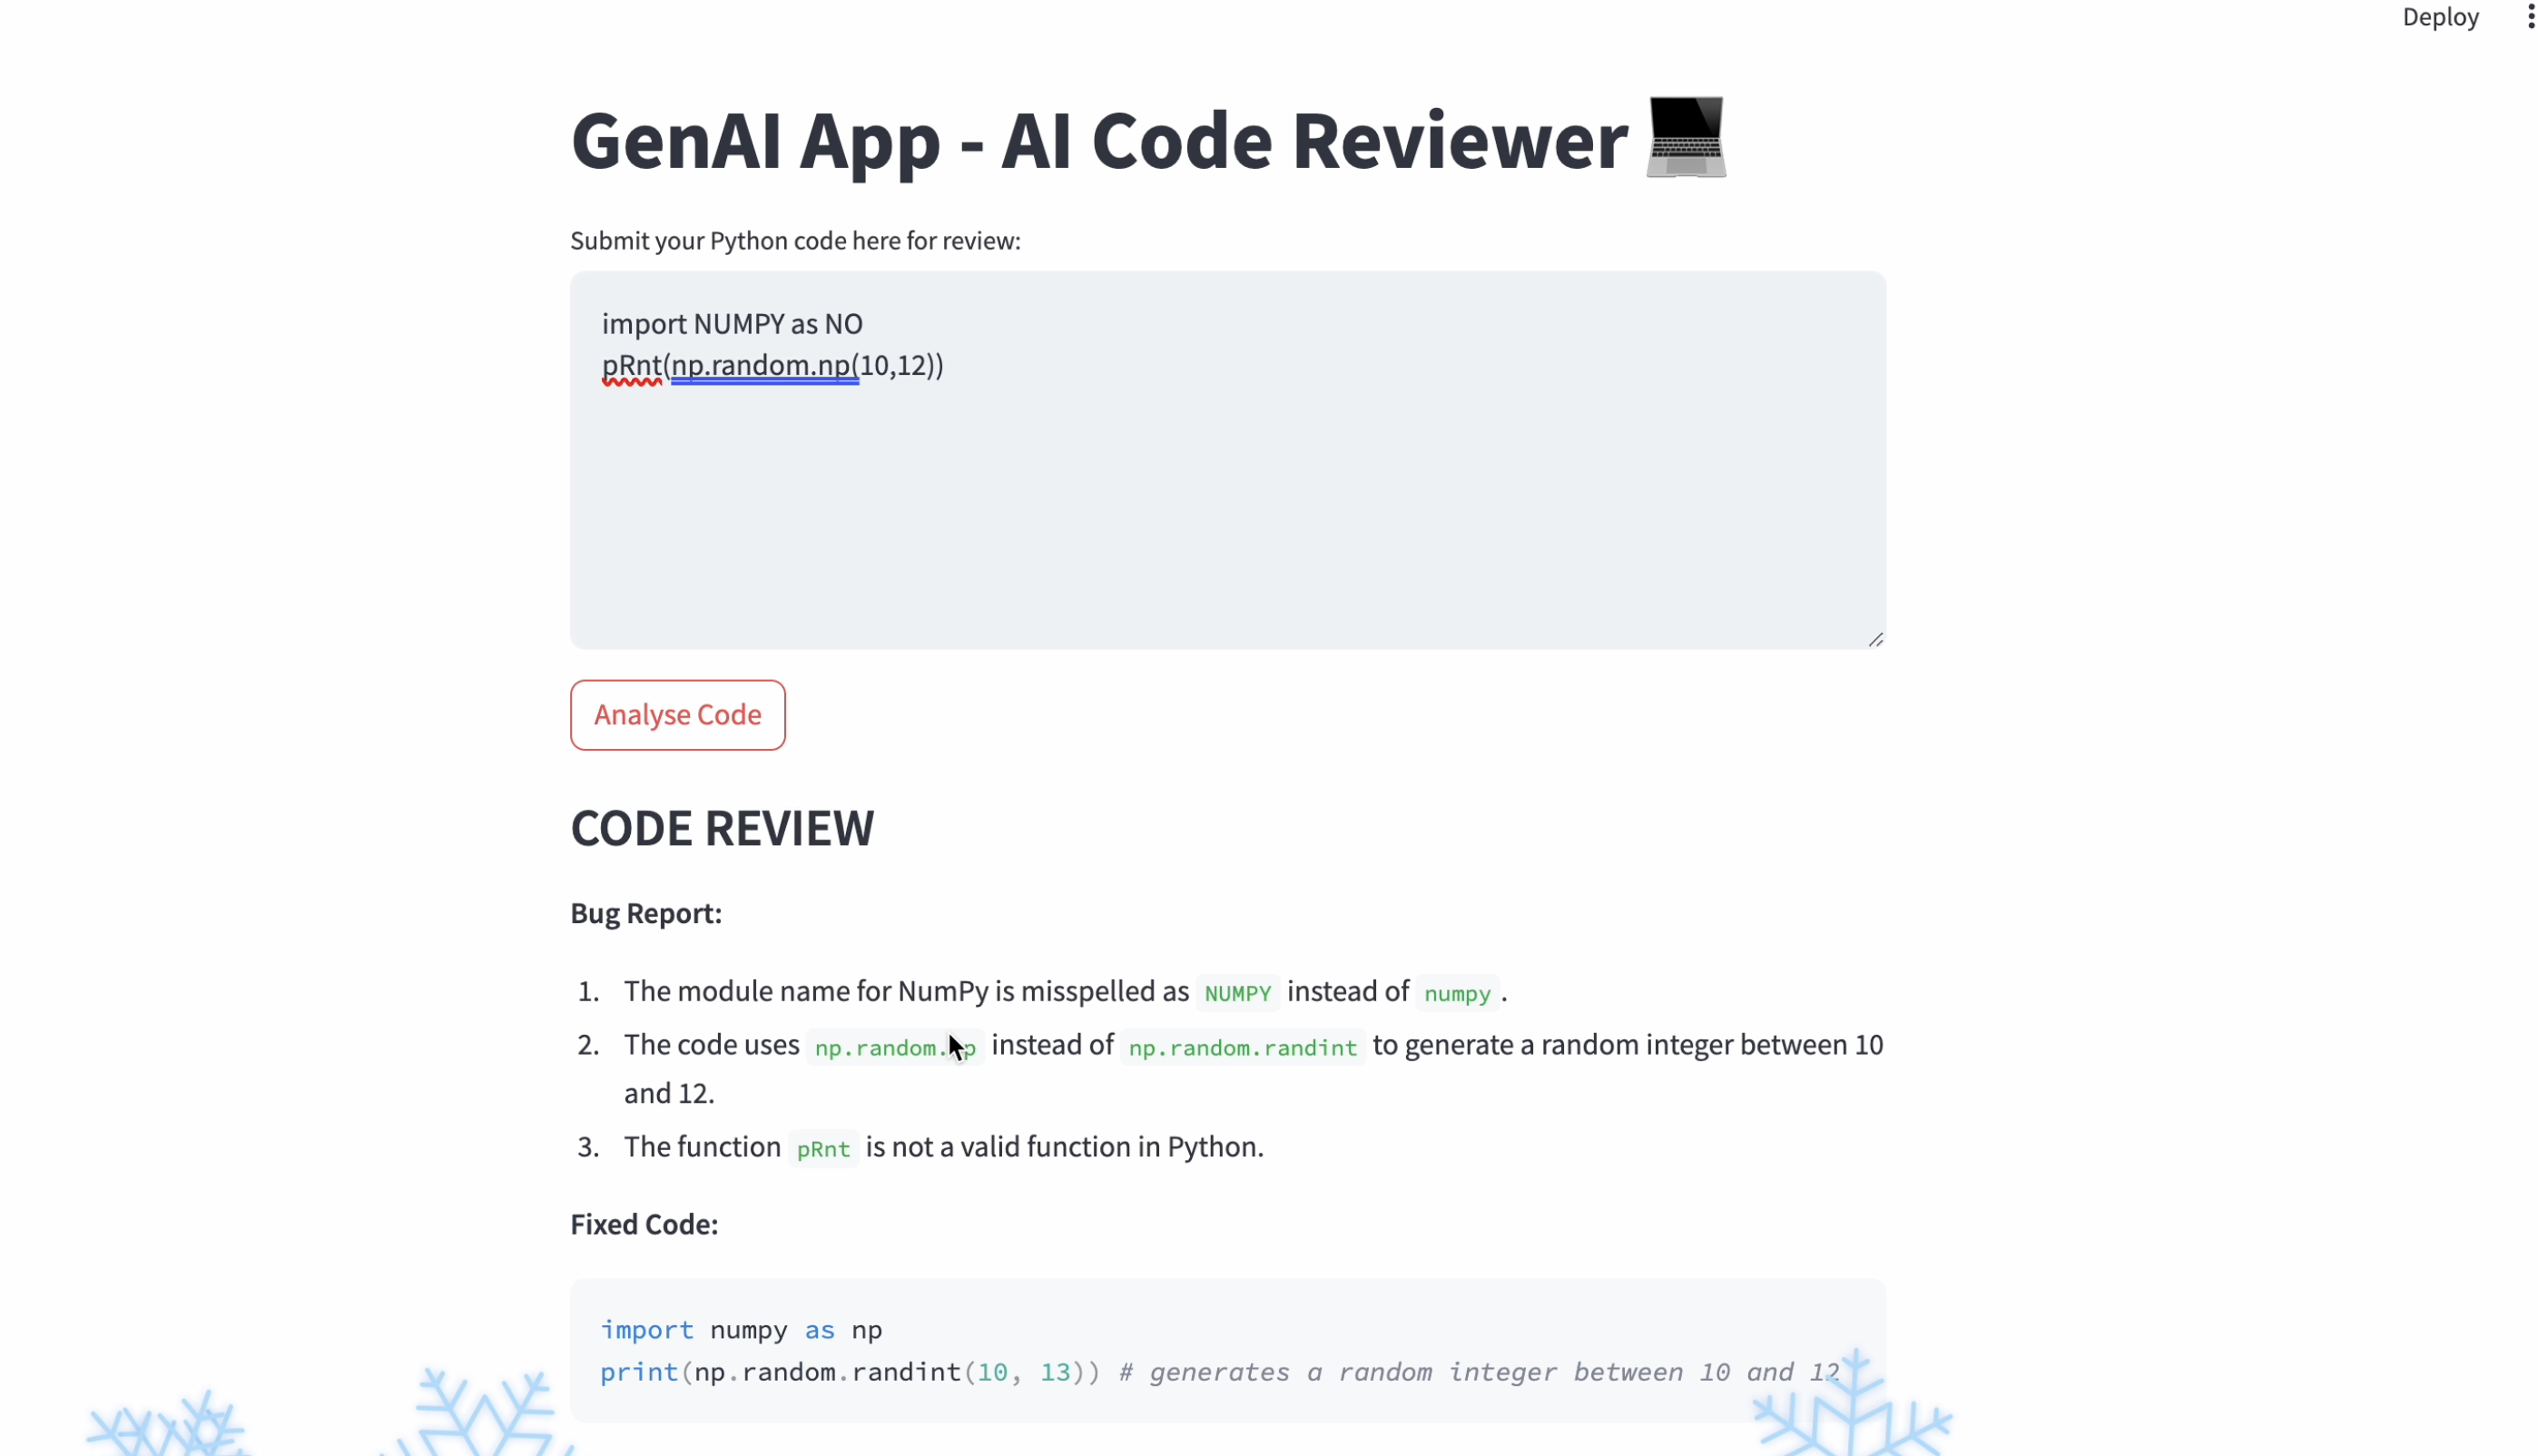 Deploy
GenAI App - AI Code Reviewer
Submit your Python code here for review:
import NUMPY as NO
pRnt(np.random.np(10,12))
Analyse Code
CODE REVIEW
Bug Report:
1. The module name for NumPy is misspelled as NUMPY instead of numpy .
2. The code uses np.random.np instead of np.random.randint to generate a random integer between 10
and 12.
3. The function pRnt is not a valid function in Python.
Fixed Code:
import numpy as np
print(np.random.randint(10, 13)) # generates a random integer between 10 and 12